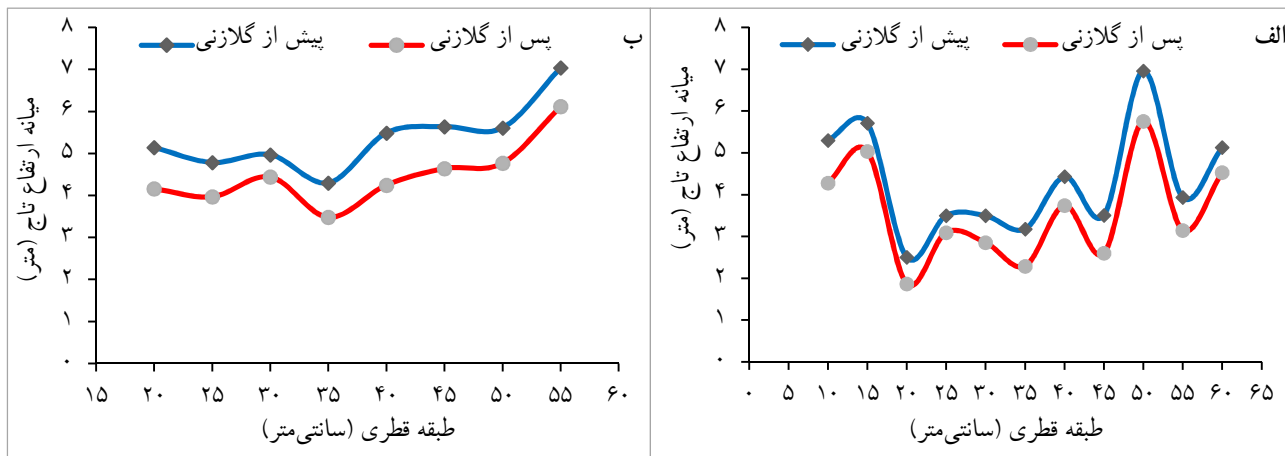 الف
پیش از گلازنی
پس از گلازنی
میانه ارتفاع تاج (متر)
۸
۷
۶
۵
۴
۳
۲
۱
۰
۰ ۵ ۱۰ ۱۵ ۲۰ ۲۵ ۳۰ ۳۵ ۴۰ ۴۵ ۵۰ ۵۵ ۶۰ ۶۵
طبقه قطری (سانتی‌متر)
ب
پیش از گلازنی
پس از گلازنی
میانه ارتفاع تاج (متر)
۸
۷
۶
۵
۴
۳
۲
۱
۰
۱۵ ۲۰ ۲۵ ۳۰ ۳۵ ۴۰ ۴۵ ۵۰ ۵۵ ۶۰
طبقه قطری (سانتی‌متر)